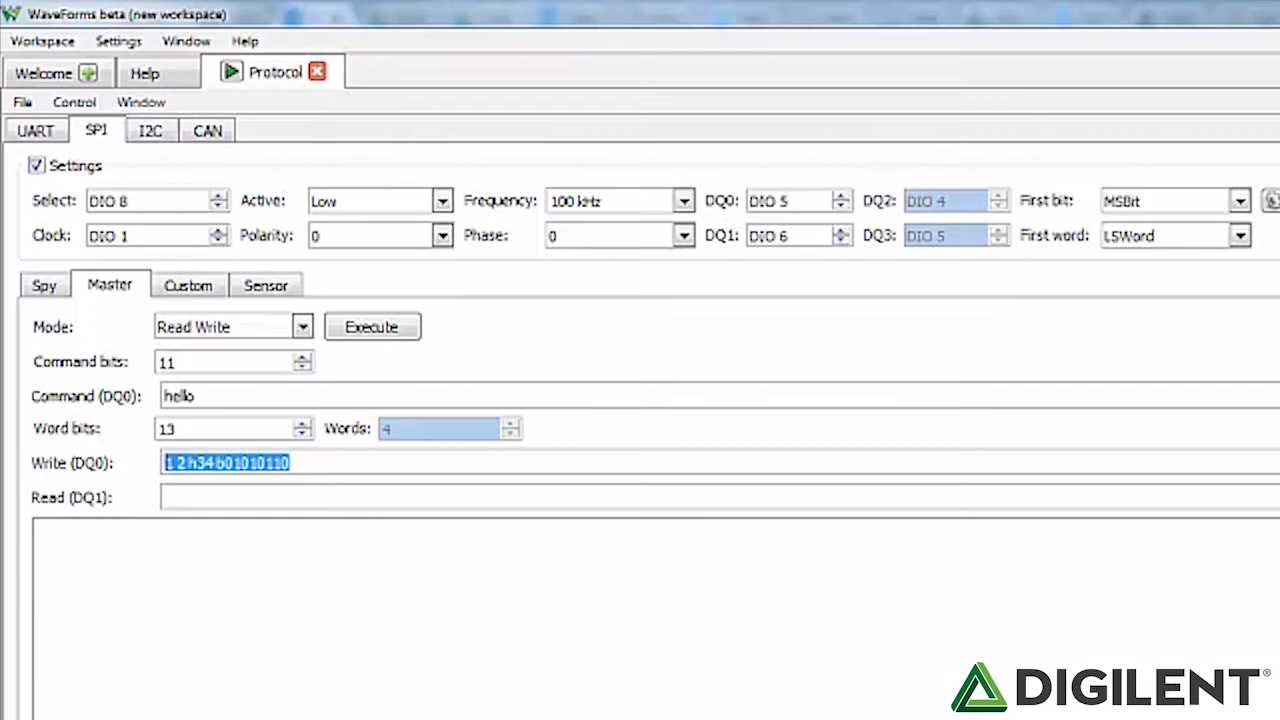 WaveForms beta (new workspace)
Workspace Settings Window Help
Welcome Help Protocol
File Control Window
UART SPI I2C CAN
Settings
Select: DIO 8 Active: Low Frequency: 100 kHz DQ0: DIO 5 DQ2: DIO 4 First bit: MSBit
Clock: DIO 1 Polarity: 0 Phase: 0 DQ1: DIO 6 DQ3: DIO 5 First word: LSWord
Spy Master Custom Sensor
Mode: Read Write Execute
Command bits: 11
Command (DQ0): hello
Word bits: 13 Words: 4
Write (DQ0): 1 2 h34 b01010110
Read (DQ1):
DIGILENT®